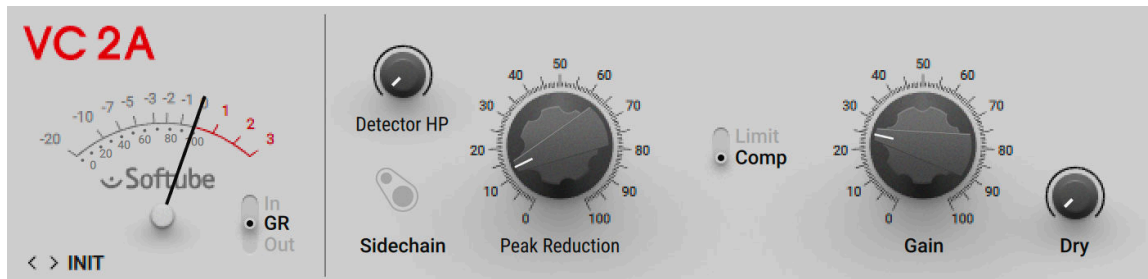 VC 2A
-20 -10 -7 -5 -3 -2 -1 0 1 2 3
0 20 40 60 80 100
Softube
In
GR
Out
< > INIT
Detector HP
Sidechain
0 10 20 30 40 50 60 70 80 90 100
Peak Reduction
Limit
Comp
0 10 20 30 40 50 60 70 80 90 100
Gain
Dry